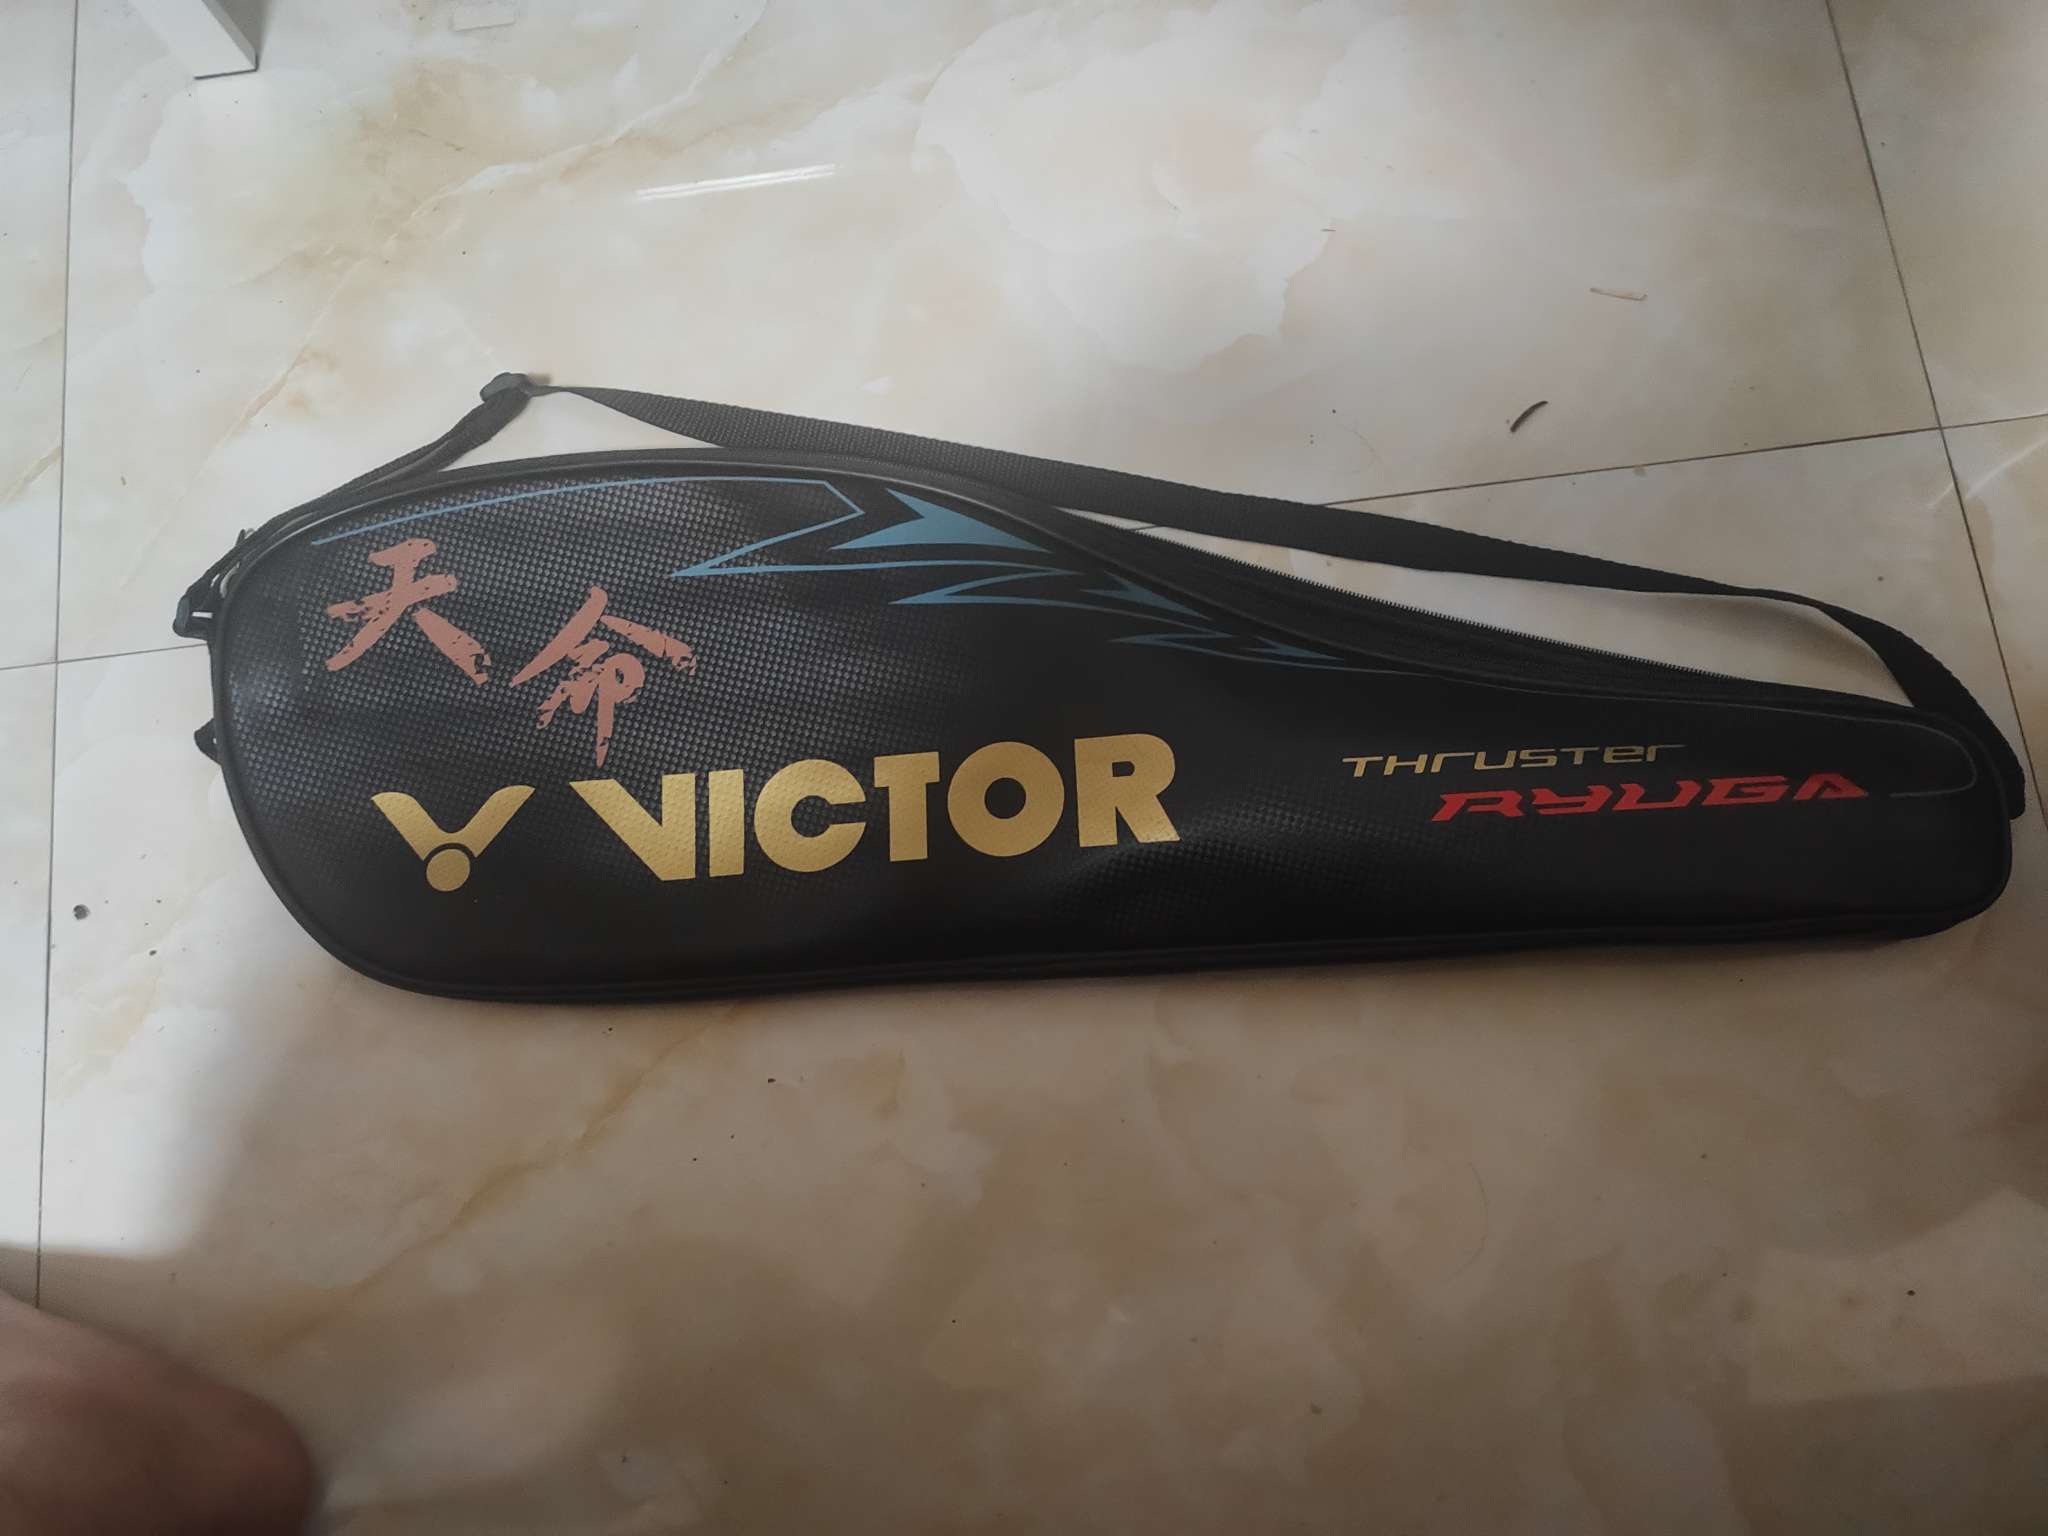 天命
VICTOR
THruSTer
RYUGA